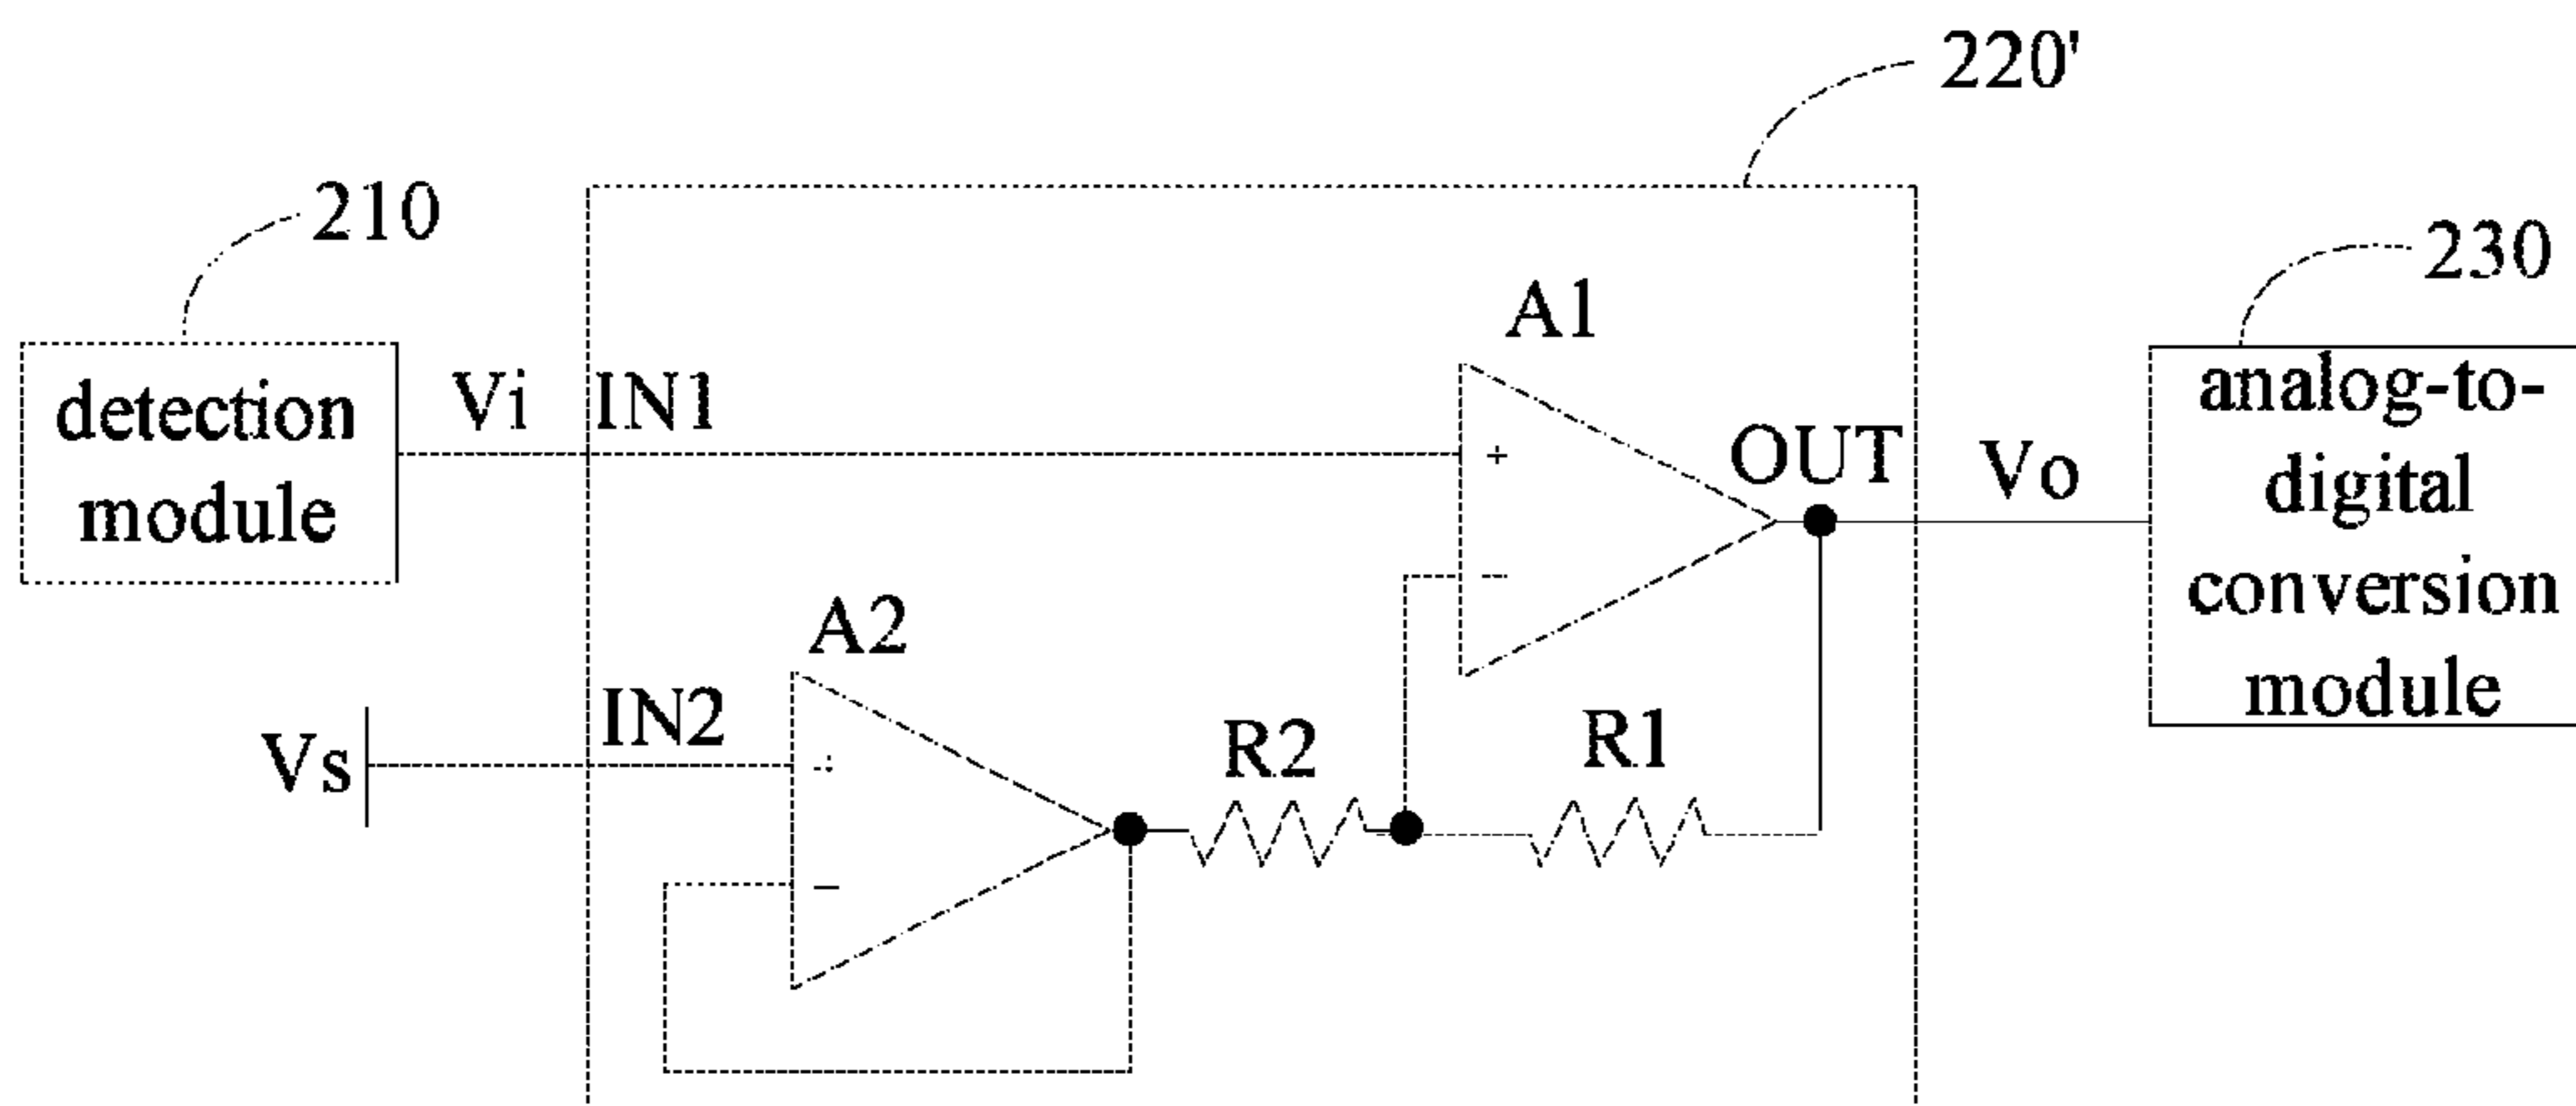 220'
210
230
A1
detection
module
Vi
IN1
+
−
OUT
Vo
analog-to-
digital
conversion
module
A2
Vs
IN2
+
−
R2
R1